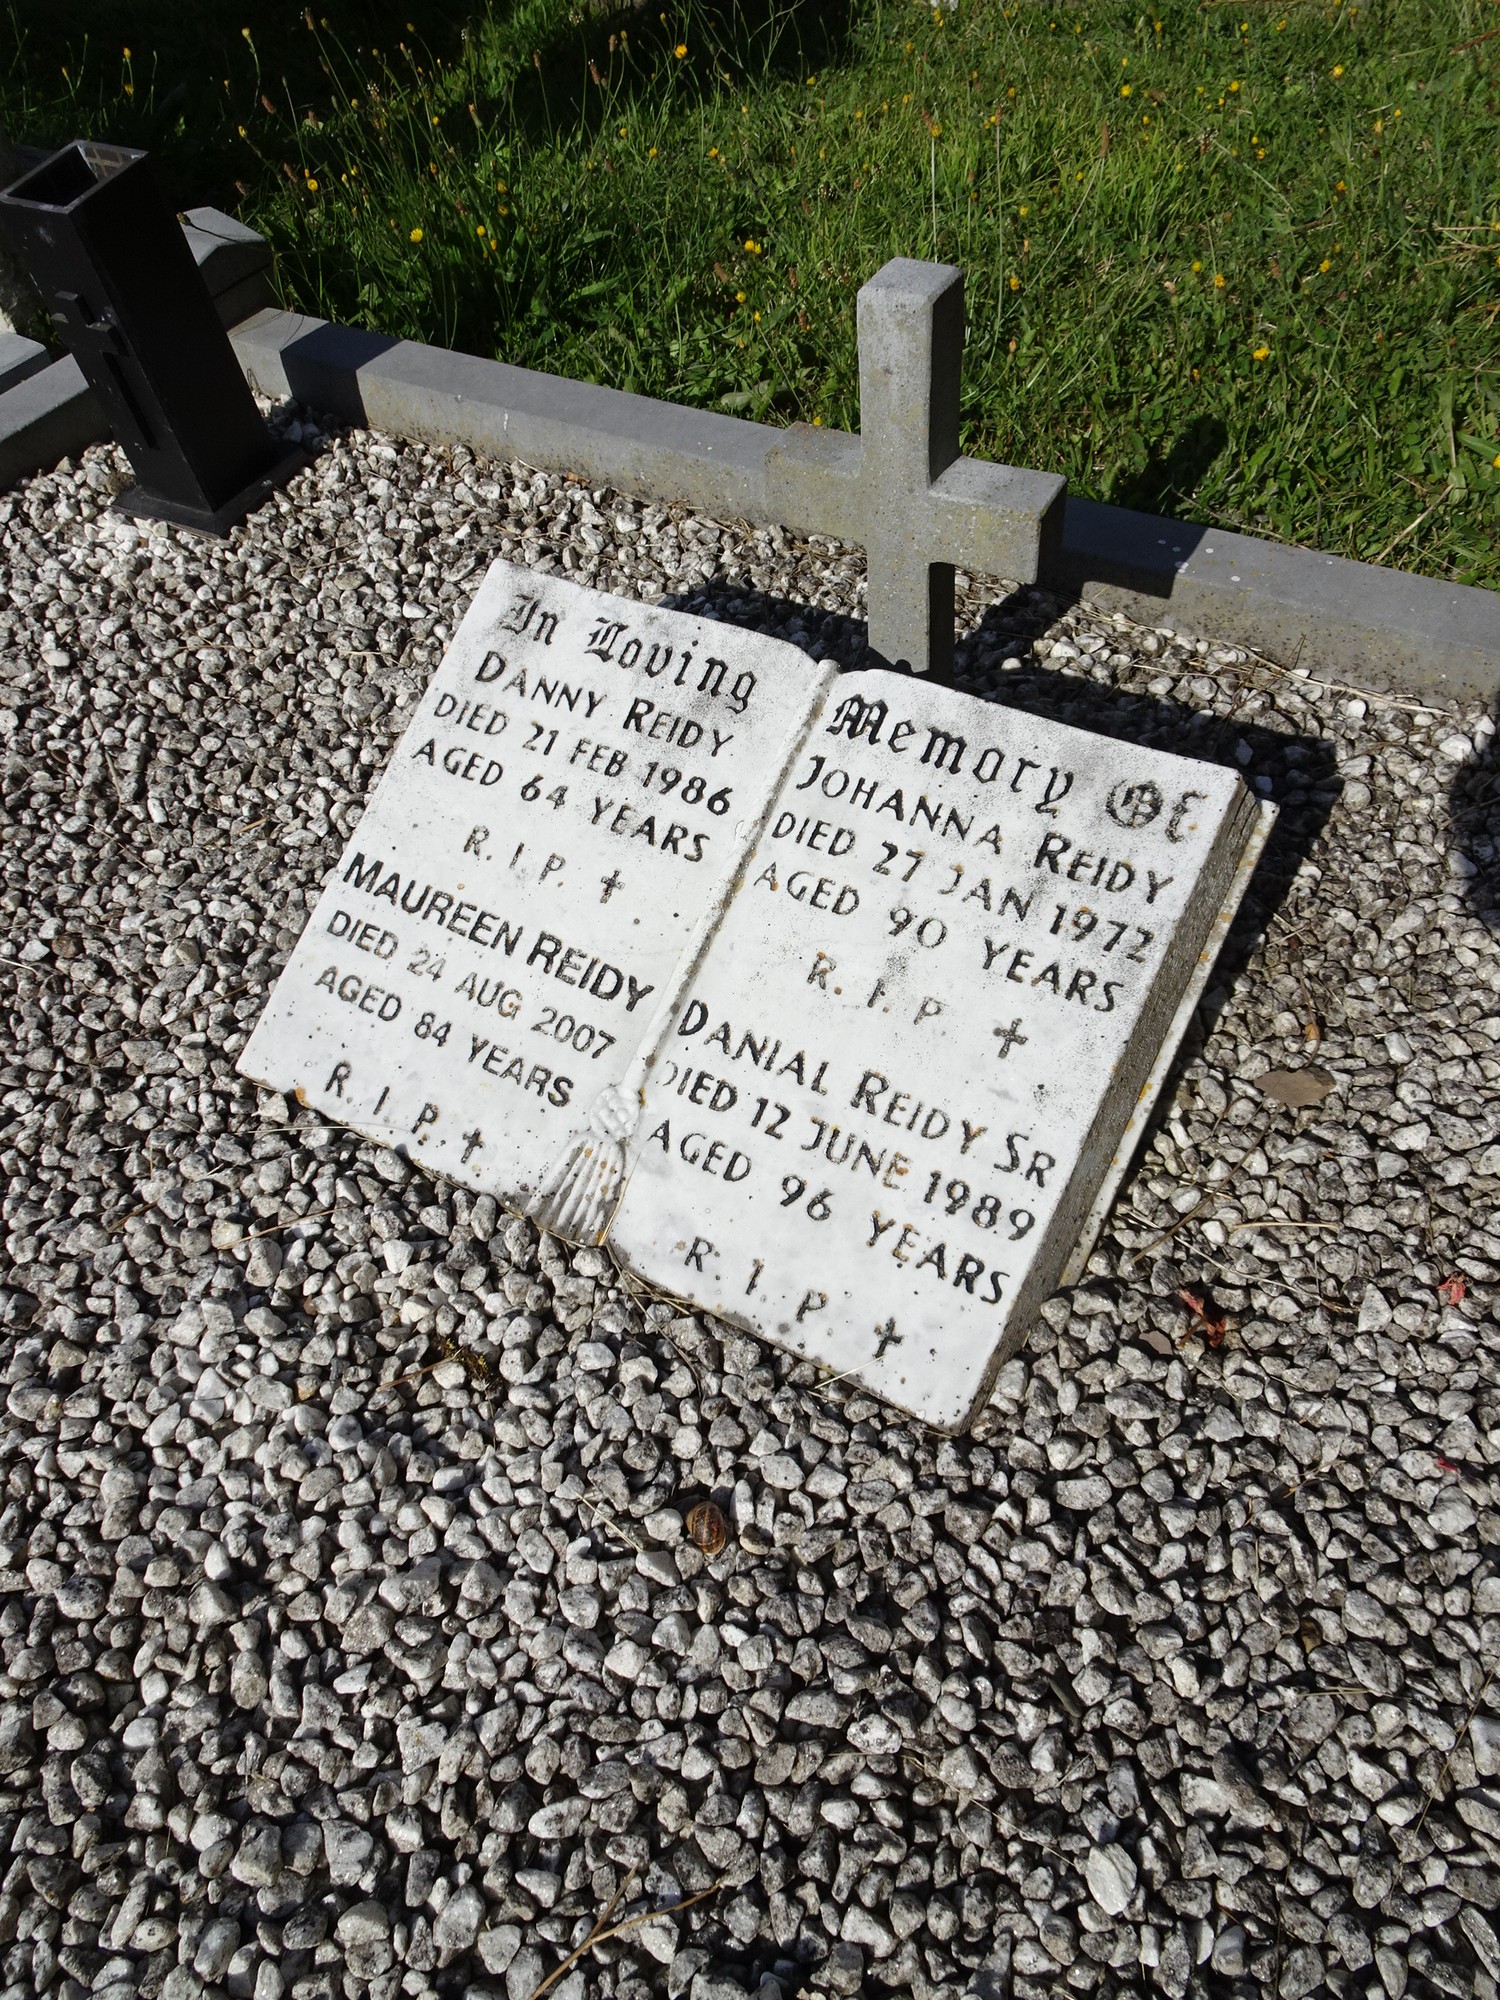 In Loving
DANNY REIDY
DIED 21 FEB 1986
AGED 64 YEARS
R. I. P. ✝
MAUREEN REIDY
DIED 24 AUG 2007
AGED 84 YEARS
R. I. P. ✝
Memory Of
JOHANNA REIDY
DIED 27 JAN 1972
AGED 90 YEARS
R. I. P. ✝
DANIAL REIDY SR
DIED 12 JUNE 1989
AGED 96 YEARS
R. I. P. ✝